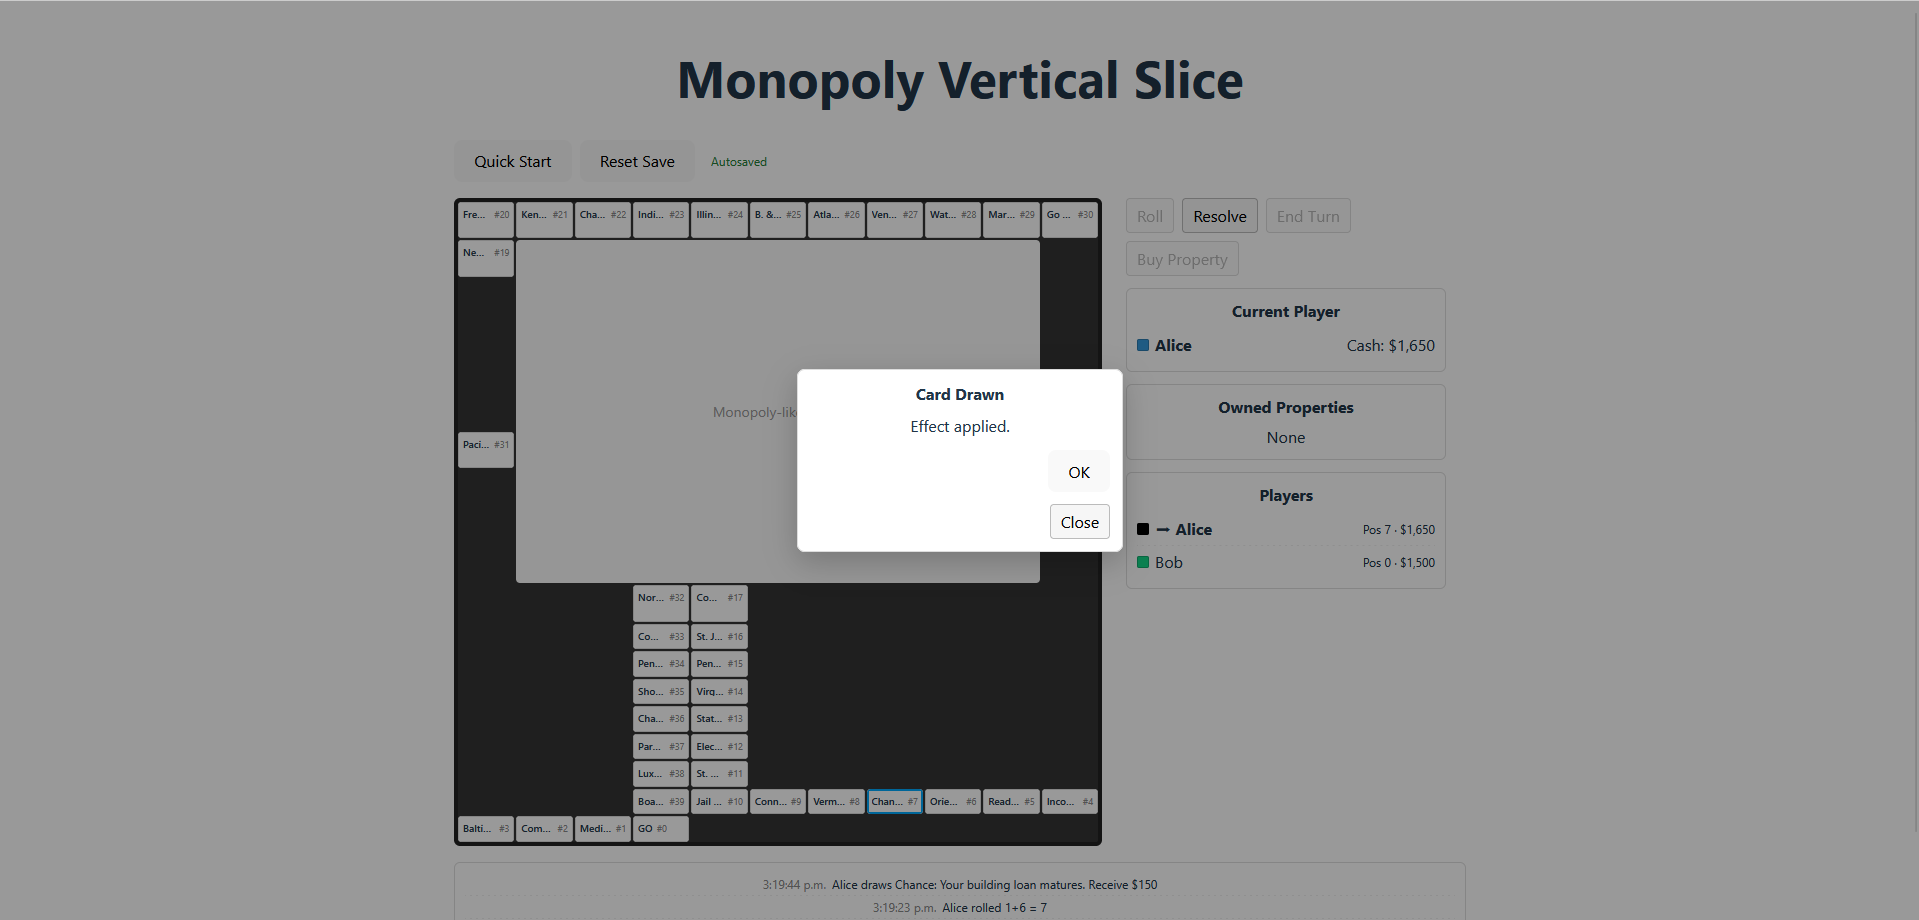 Monopoly Vertical Slice
Quick Start Reset Save Autosaved
Fre... #20 Ken... #21 Cha... #22 Indi... #23 Illin... #24 B. &... #25 Atla... #26 Ven... #27 Wat... #28 Mar... #29 Go ... #30
Ne... #19
Paci... #31
Monopoly-lik
Nor... #32 Co... #17
Co... #33 St. J... #16
Pen... #34 Pen... #15
Sho... #35 Virg... #14
Cha... #36 Stat... #13
Par... #37 Elec... #12
Lux... #38 St. ... #11
Boa... #39 Jail ... #10 Conn... #9 Verm... #8 Chan... #7 Orie... #6 Read... #5 Inco... #4
Balti... #3 Com... #2 Medi... #1 GO #0
Card Drawn
Effect applied.
OK
Close
Roll Resolve End Turn
Buy Property
Current Player
Alice Cash: $1,650
Owned Properties
None
Players
➞ Alice Pos 7 · $1,650
Bob Pos 0 · $1,500
3:19:44 p.m. Alice draws Chance: Your building loan matures. Receive $150
3:19:23 p.m. Alice rolled 1+6 = 7